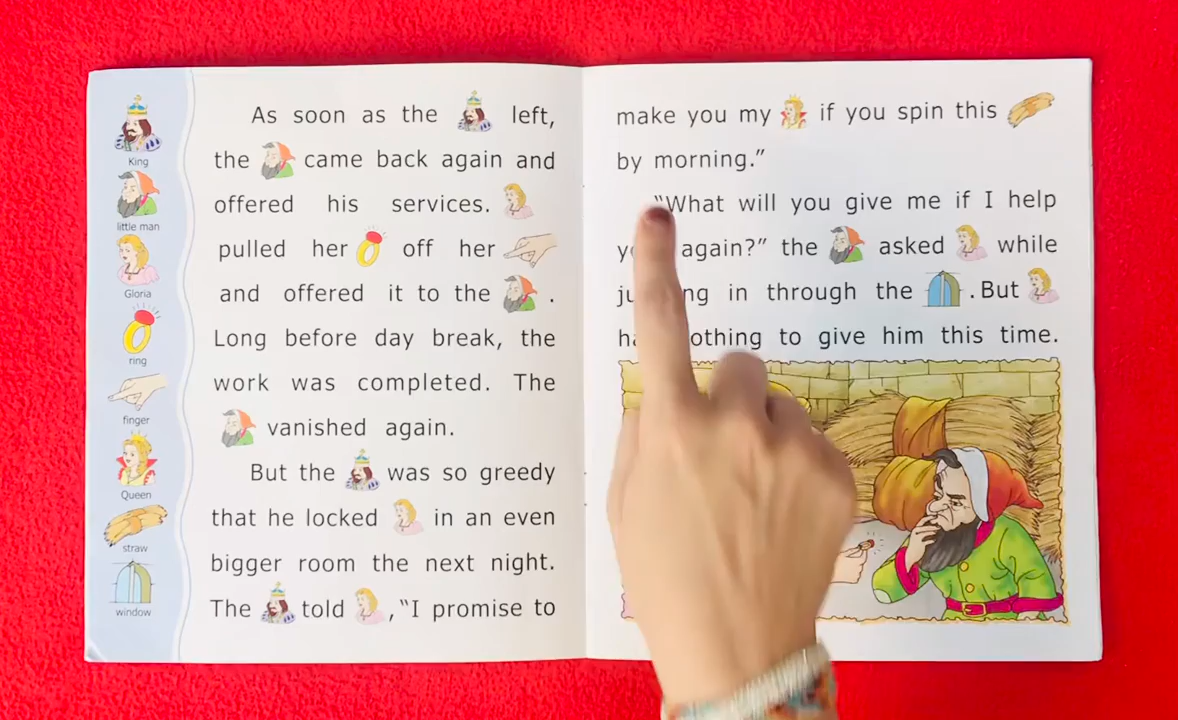 King
little man
Gloria
ring
finger
Queen
straw
window
As soon as the left,
the came back again and
offered his services.
pulled her off her
and offered it to the .
Long before day break, the
work was completed. The
vanished again.
But the was so greedy
that he locked in an even
bigger room the next night.
The told , “I promise to
make you my if you spin this
by morning.”
“What will you give me if I help
again?” the asked while
in through the . But
to give him this time.